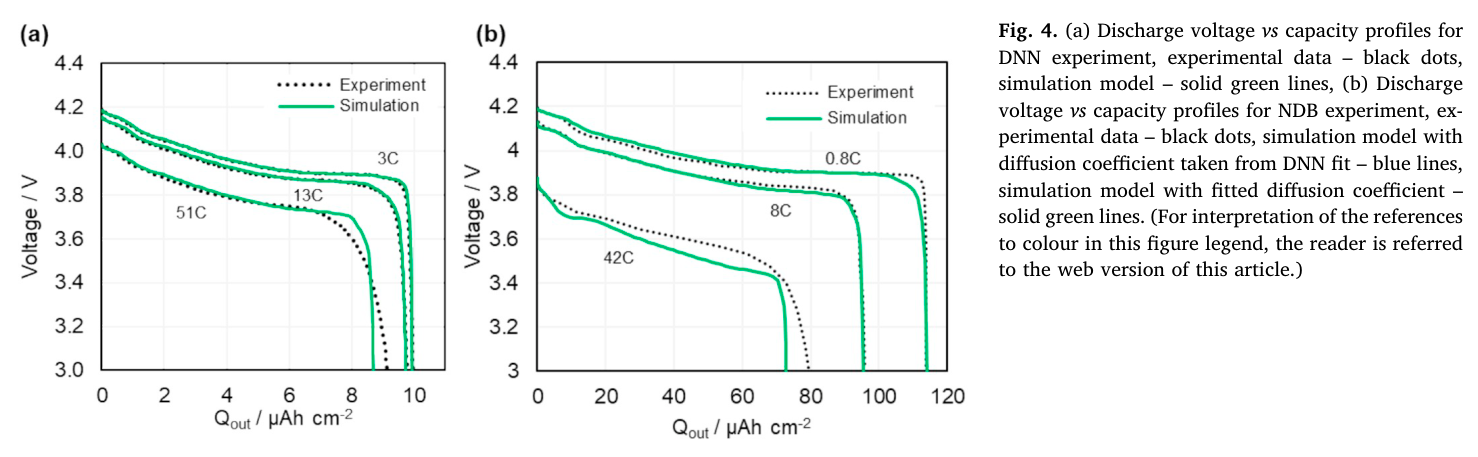 (a)
4.4
4.2
4.0
3.8
3.6
3.4
3.2
3.0
Voltage / V
Experiment
Simulation
3C
13C
51C
0 2 4 6 8 10
Qout / µAh cm-2
(b)
4.4
4.2
4
3.8
3.6
3.4
3.2
3
Voltage / V
Experiment
Simulation
0.8C
8C
42C
0 20 40 60 80 100 120
Qout / µAh cm-2
Fig. 4. (a) Discharge voltage vs capacity profiles for
DNN experiment, experimental data – black dots,
simulation model – solid green lines, (b) Discharge
voltage vs capacity profiles for NDB experiment, ex-
perimental data – black dots, simulation model with
diffusion coefficient taken from DNN fit – blue lines,
simulation model with fitted diffusion coefficient –
solid green lines. (For interpretation of the references
to colour in this figure legend, the reader is referred
to the web version of this article.)